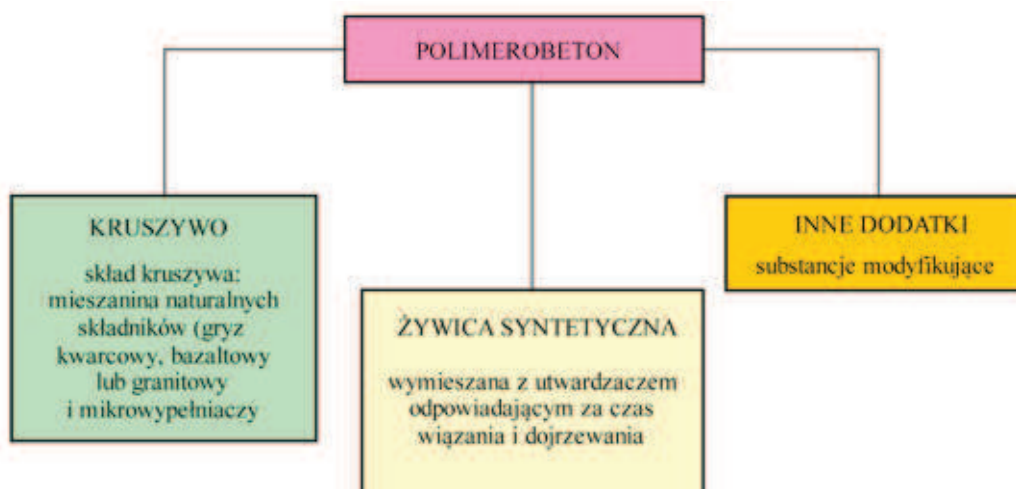 POLIMEROBETON
KRUSZYWO
skład kruszywa:
mieszanina naturalnych
składników (gryz
kwarcowy, bazaltowy
lub granitowy
i mikrowypełniaczy
ŻYWICA SYNTETYCZNA
wymieszana z utwardzaczem
odpowiadającym za czas
wiązania i dojrzewania
INNE DODATKI
substancje modyfikujące